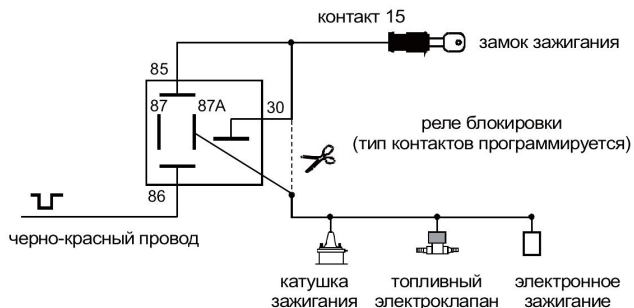 контакт 15
замок зажигания
85
87 87A 30
реле блокировки
(тип контактов программируется)
86
черно-красный провод
катушка
зажигания
топливный
электроклапан
электронное
зажигание